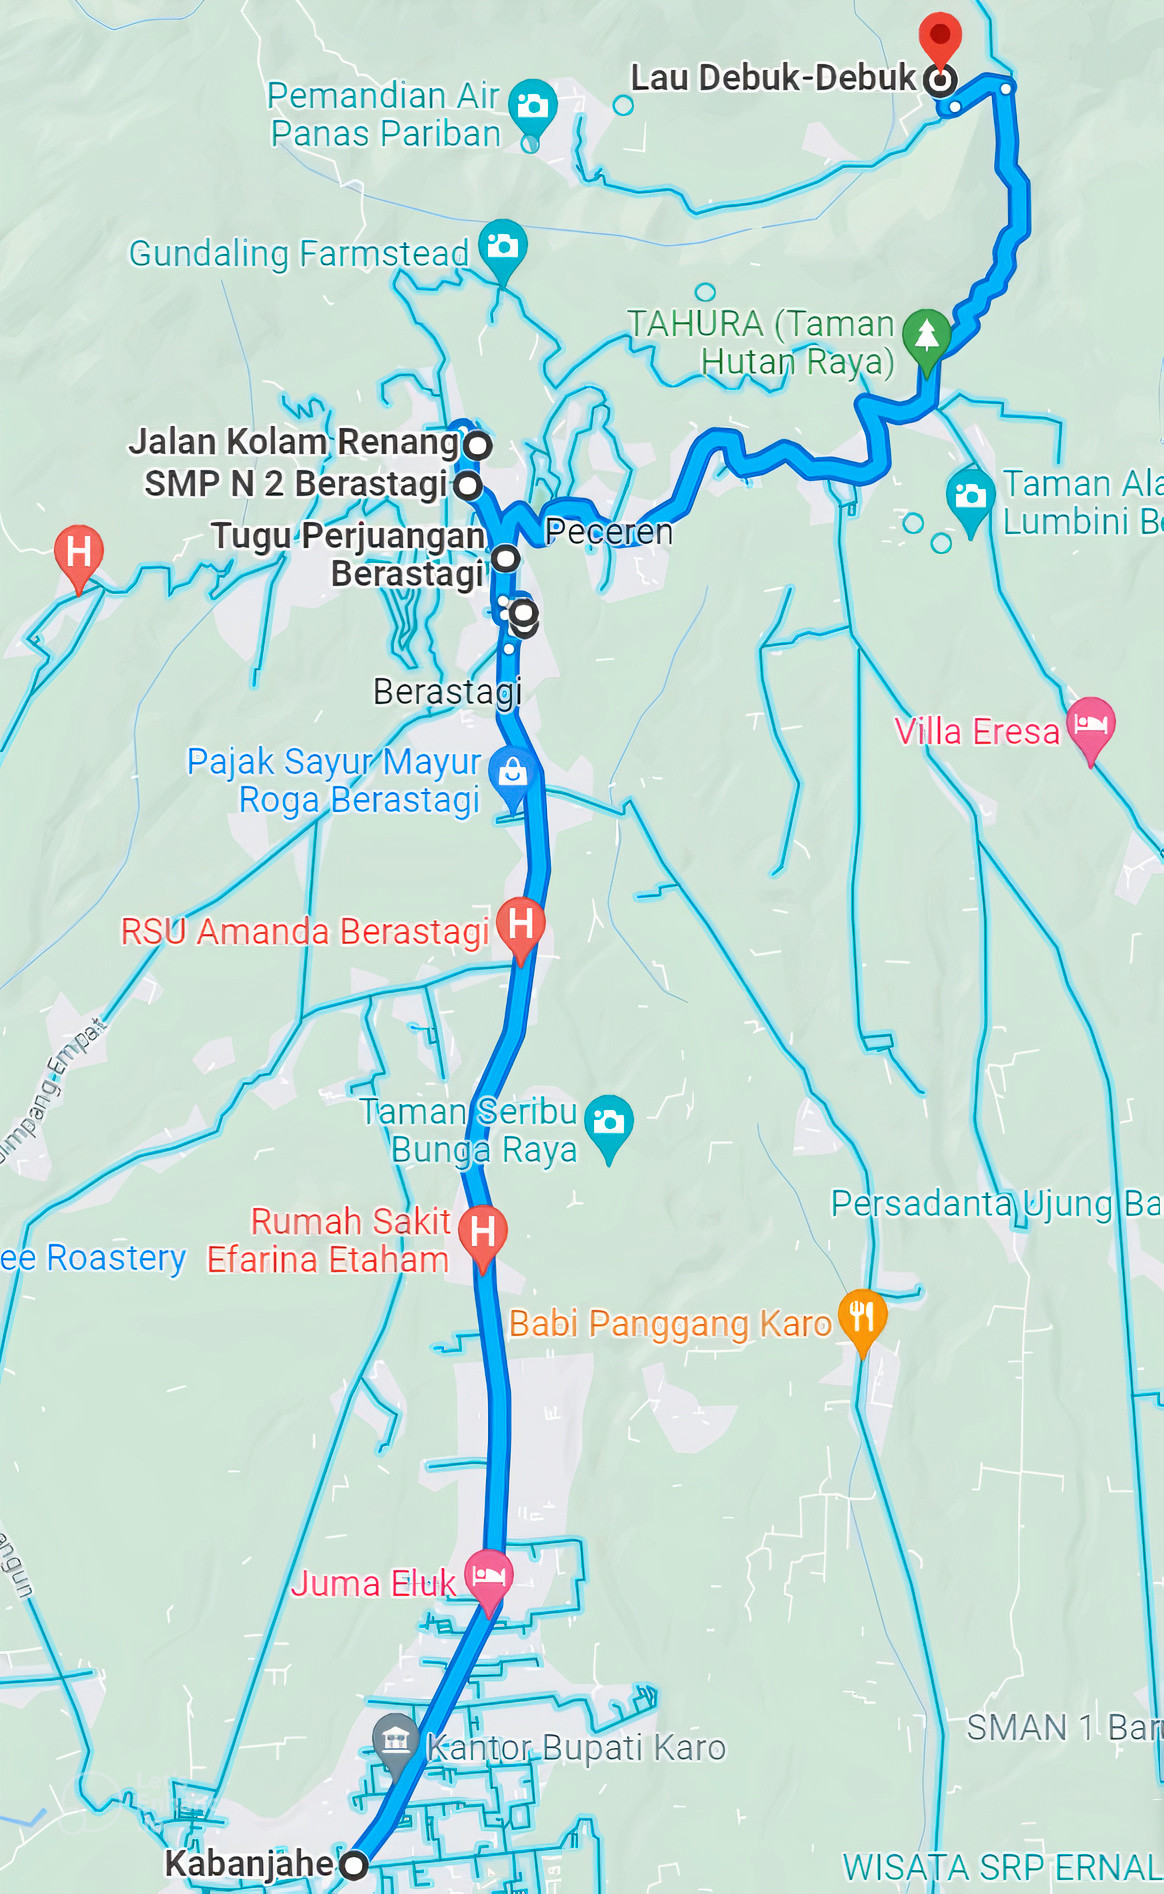 Lau Debuk-Debuk
Pemandian Air
Panas Pariban
Gundaling Farmstead
TAHURA (Taman
Hutan Raya)
Jalan Kolam Renang
SMP N 2 Berastagi
Taman Ala
Lumbini Be
Tugu Perjuangan
Berastagi
Peceren
H
Berastagi
Villa Eresa
Pajak Sayur Mayur
Roga Berastagi
RSU Amanda Berastagi
H
Simpang-Empat
Taman Seribu
Bunga Raya
Persadanta Ujung Ba
Rumah Sakit
Efarina Etaham
H
ee Roastery
Babi Panggang Karo
angun
Juma Eluk
SMAN 1 Baru
Kantor Bupati Karo
Kabanjahe
WISATA SRP ERNAL